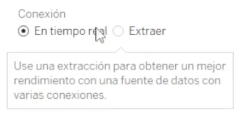 Conexión
En tiempo real Extraer
Use una extracción para obtener un mejor
rendimiento con una fuente de datos con
varias conexiones.